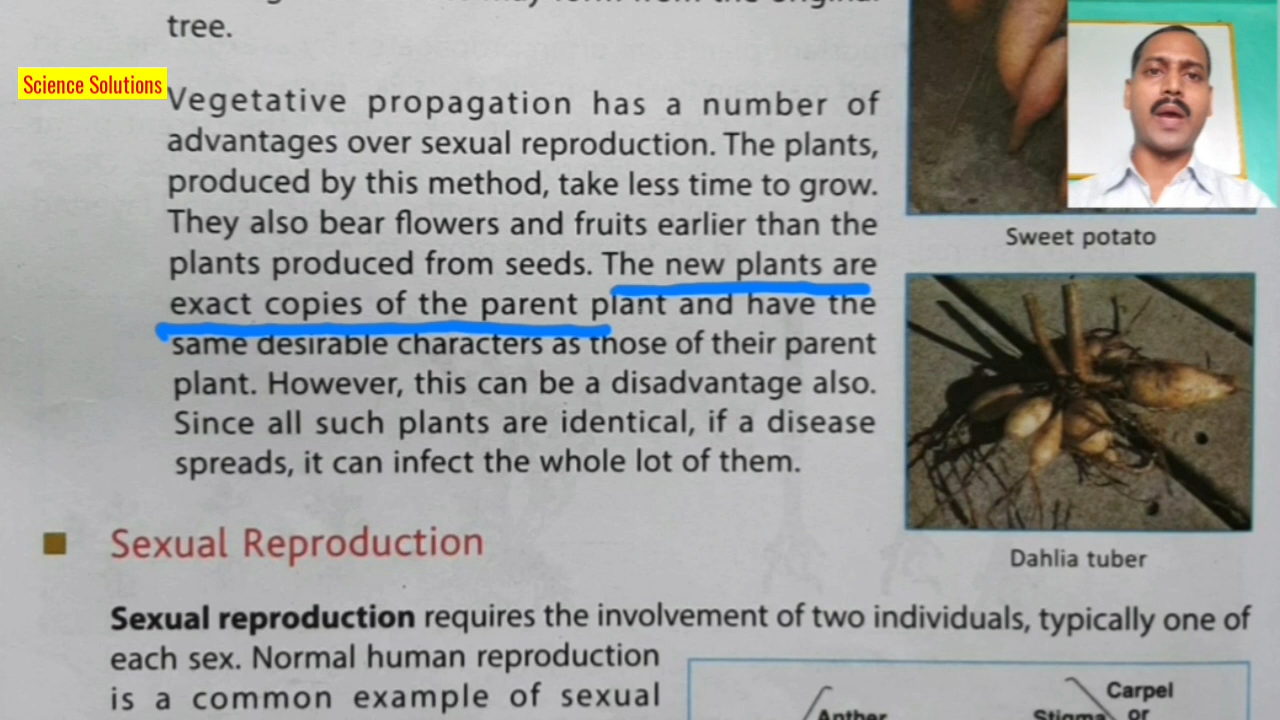 tree.
Science Solutions
Vegetative propagation has a number of
advantages over sexual reproduction. The plants,
produced by this method, take less time to grow.
They also bear flowers and fruits earlier than the
plants produced from seeds. The new plants are
exact copies of the parent plant and have the
same desirable characters as those of their parent
plant. However, this can be a disadvantage also.
Since all such plants are identical, if a disease
spreads, it can infect the whole lot of them.
Sweet potato
Dahlia tuber
Sexual Reproduction
Sexual reproduction requires the involvement of two individuals, typically one of
each sex. Normal human reproduction
is a common example of sexual
Carpel
or
Anther
Stigma